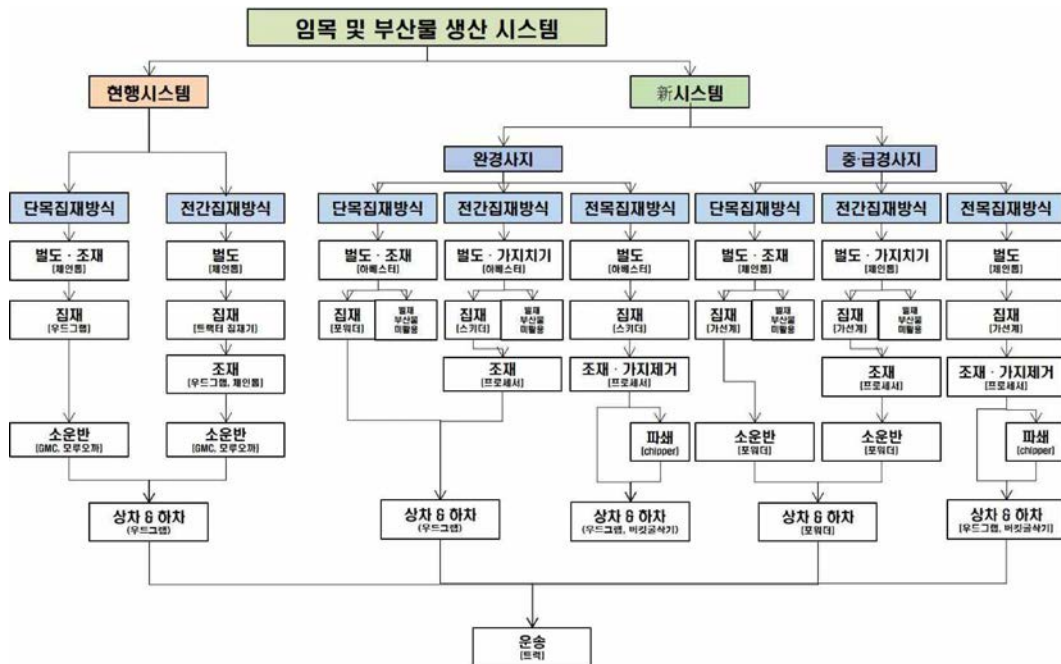 임목 및 부산물 생산 시스템
현행시스템
新시스템
완경사지
중·급경사지
단목집재방식
전간집재방식
단목집재방식
전간집재방식
전목집재방식
단목집재방식
전간집재방식
전목집재방식
벌도 · 조재
[체인톱]
벌도
[체인톱]
벌도 · 조재
[하베스터]
벌도 · 가지치기
[하베스터]
벌도
[하베스터]
벌도 · 조재
[체인톱]
벌도 · 가지치기
[체인톱]
벌도
[체인톱]
집재
[우드그랩]
집재
[트랙터 집재기]
집재
[포워더]
벌채
부산물
미활용
집재
[스키더]
벌채
부산물
미활용
집재
[스키더]
집재
[가선계]
벌채
부산물
미활용
집재
[가선계]
벌채
부산물
미활용
집재
[가선계]
조재
[우드그랩, 체인톱]
조재
[프로세서]
조재 · 가지제거
[프로세서]
조재
[프로세서]
조재 · 가지제거
[프로세서]
소운반
[GMC, 모루오까]
소운반
[GMC, 모루오까]
파쇄
[chipper]
소운반
[포워더]
소운반
[포워더]
파쇄
[chipper]
상차 & 하차
(우드그랩)
상차 & 하차
(우드그랩)
상차 & 하차
(우드그랩, 버킷굴삭기)
상차 & 하차
[포워더]
상차 & 하차
[우드그랩, 버킷굴삭기]
운송
[트럭]